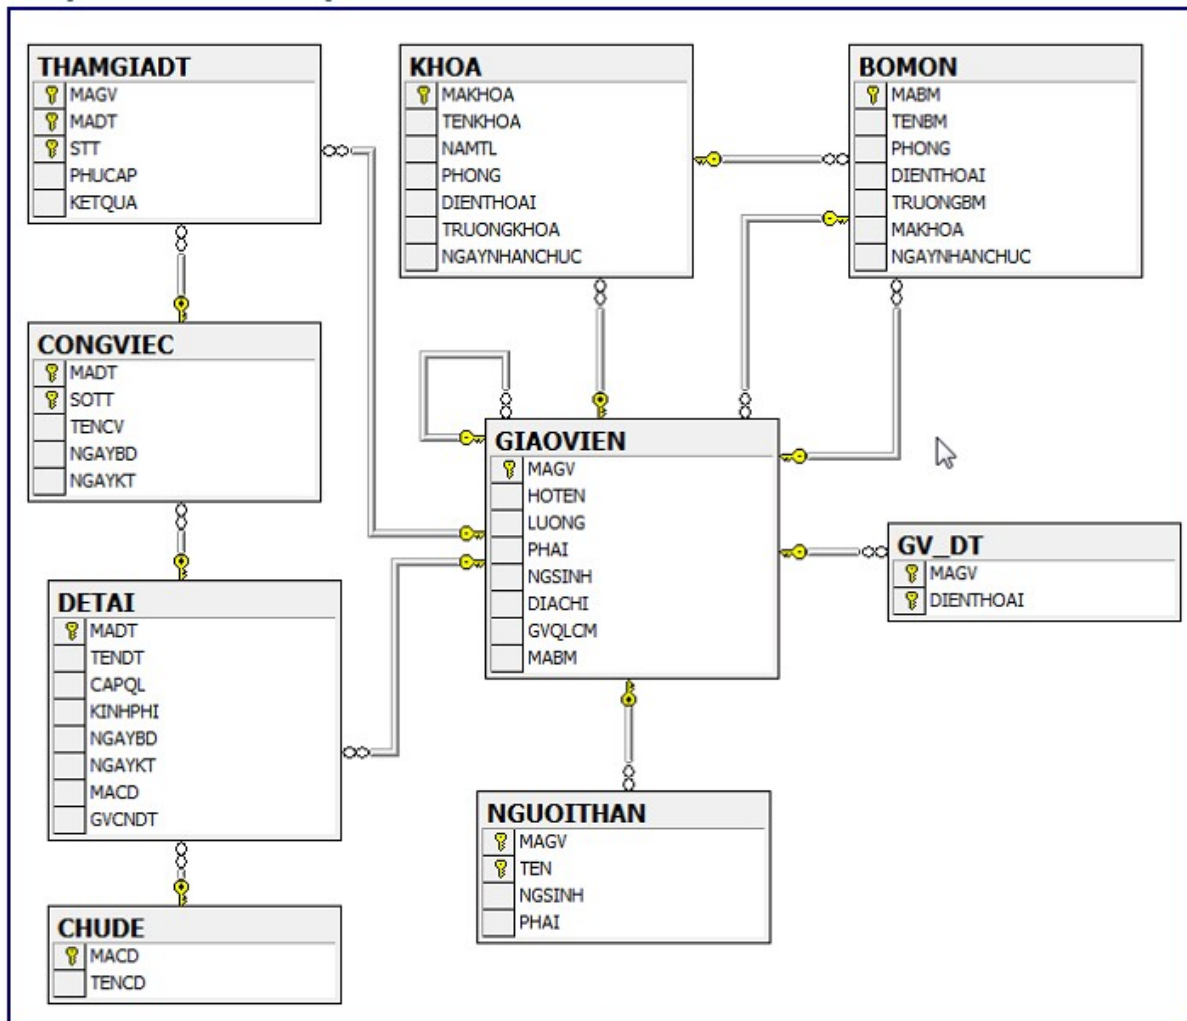 THAMGIADT
MAGV
MADT
STT
PHUCAP
KETQUA
KHOA
MAKHOA
TENKHOA
NAMTL
PHONG
DIENTHOAI
TRUONGKHOA
NGAYNHANCHUC
BOMON
MABM
TENBM
PHONG
DIENTHOAI
TRUONGBM
MAKHOA
NGAYNHANCHUC
CONGVIEC
MADT
SOTT
TENCV
NGAYBD
NGAYKT
GIAOVIEN
MAGV
HOTEN
LUONG
PHAI
NGSINH
DIACHI
GVQLCM
MABM
GV_DT
MAGV
DIENTHOAI
DETAI
MADT
TENDT
CAPQL
KINHPHI
NGAYBD
NGAYKT
MACD
GVCNDT
NGUOITHAN
MAGV
TEN
NGSINH
PHAI
CHUDE
MACD
TENCD